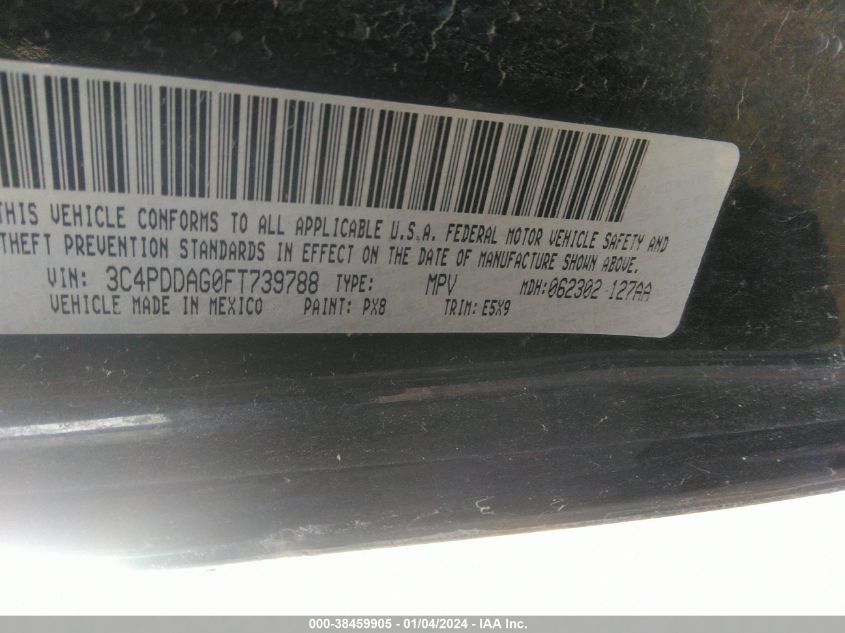 THIS VEHICLE CONFORMS TO ALL APPLICABLE U.S.A. FEDERAL MOTOR VEHICLE SAFETY AND
THEFT PREVENTION STANDARDS IN EFFECT ON THE DATE OF MANUFACTURE SHOWN ABOVE.
VIN: 3C4PDDAG0FT739788 TYPE: MPV MDH:062302 127AA
VEHICLE MADE IN MEXICO PAINT: PX8 TRIM: E5X9
000-38459905 - 01/04/2024 - IAA Inc.